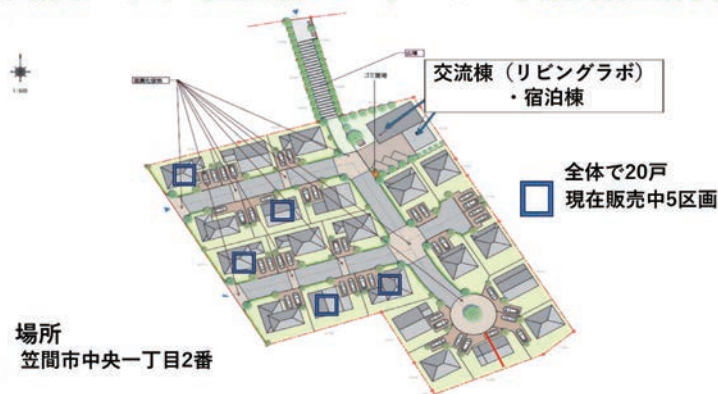 交流棟（リビングラボ）
・宿泊棟
全体で20戸
現在販売中5区画
場所
笠間市中央一丁目2番